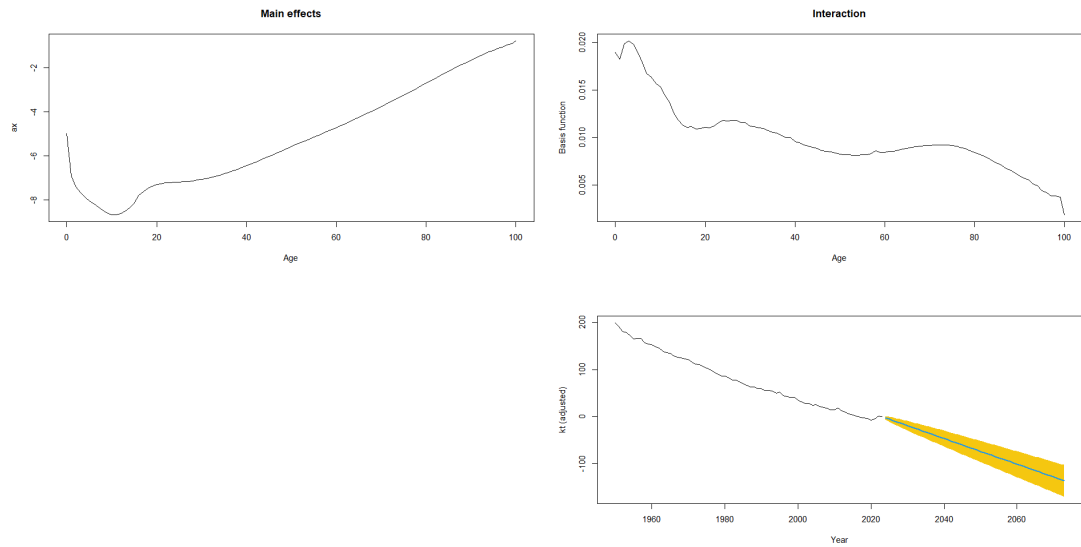 Main effects
ax
-2
-4
-6
-8
0 20 40 60 80 100
Age
Interaction
Basis function
0.020
0.015
0.010
0.005
0 20 40 60 80 100
Age
kt (adjusted)
200
100
0
-100
1960 1980 2000 2020 2040 2060
Year